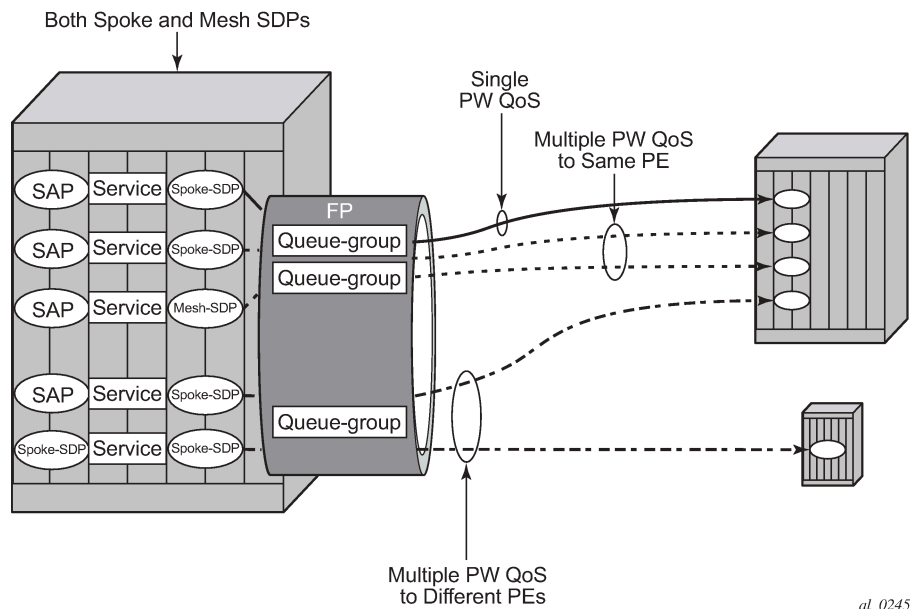 Both Spoke and Mesh SDPs
Single
PW QoS
Multiple PW QoS
to Same PE
SAP
Service
Spoke-SDP
FP
Queue-group
SAP
Service
Spoke-SDP
Queue-group
SAP
Service
Mesh-SDP
SAP
Service
Spoke-SDP
Queue-group
Spoke-SDP
Service
Spoke-SDP
Multiple PW QoS
to Different PEs
al_0245